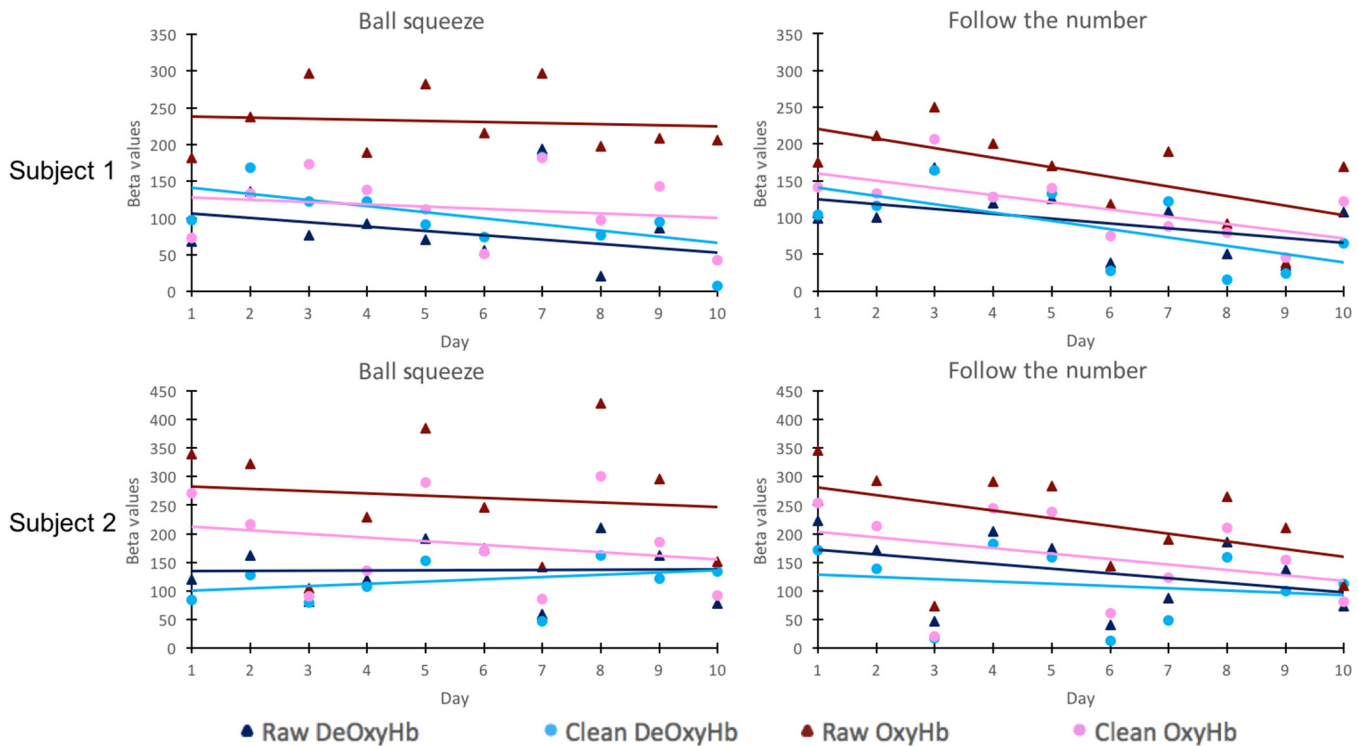 Ball squeeze
Follow the number
Subject 1
Beta values
350
300
250
200
150
100
50
0
1 2 3 4 5 6 7 8 9 10
Day
Beta values
350
300
250
200
150
100
50
0
1 2 3 4 5 6 7 8 9 10
Day
Ball squeeze
Follow the number
Subject 2
Beta values
450
400
350
300
250
200
150
100
50
0
1 2 3 4 5 6 7 8 9 10
Day
Beta values
450
400
350
300
250
200
150
100
50
0
1 2 3 4 5 6 7 8 9 10
Day
Raw DeOxyHb Clean DeOxyHb Raw OxyHb Clean OxyHb